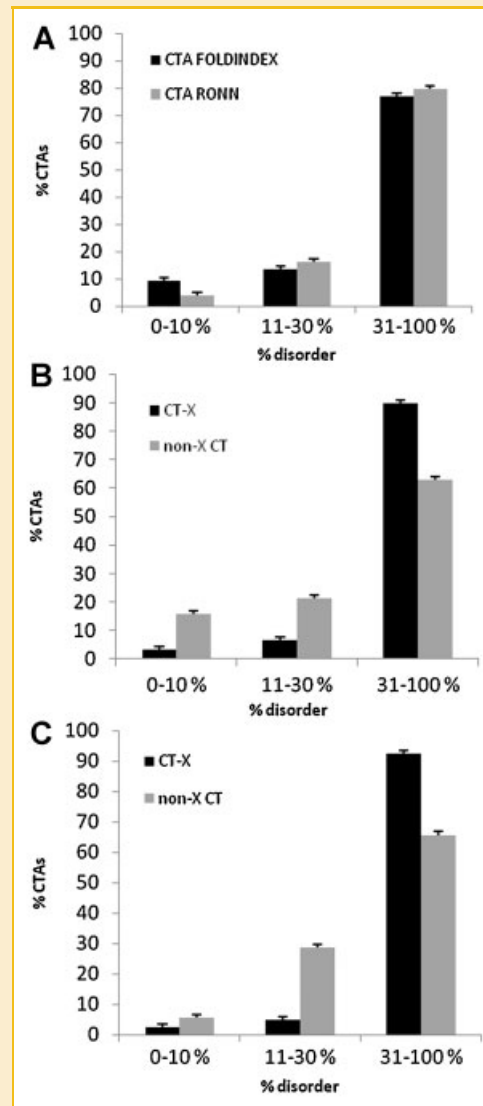 A
CTA FOLDINDEX
CTA RONN
% CTAs
100
90
80
70
60
50
40
30
20
10
0
0-10 %
11-30 %
31-100 %
% disorder
B
CT-X
non-X CT
% CTAs
100
90
80
70
60
50
40
30
20
10
0
0-10 %
11-30 %
31-100 %
% disorder
C
CT-X
non-X CT
% CTAs
100
90
80
70
60
50
40
30
20
10
0
0-10 %
11-30 %
31-100 %
% disorder